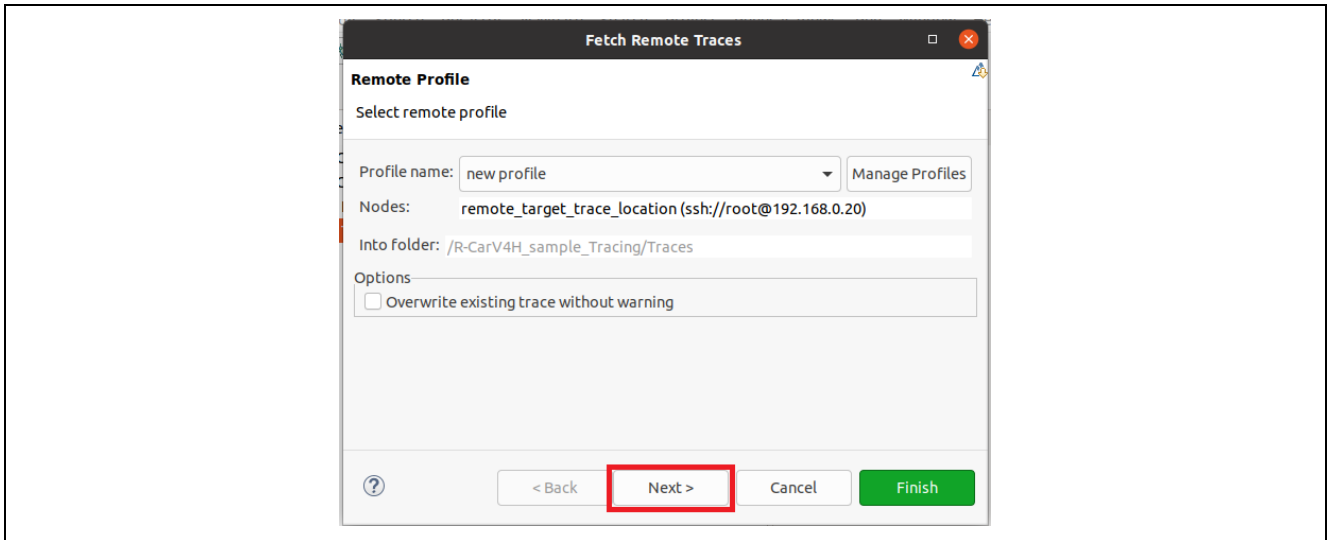 Fetch Remote Traces
Remote Profile
Select remote profile
Profile name: new profile Manage Profiles
Nodes: remote_target_trace_location (ssh://root@192.168.0.20)
Into folder: /R-CarV4H_sample_Tracing/Traces
Options
Overwrite existing trace without warning
? < Back Next > Cancel Finish